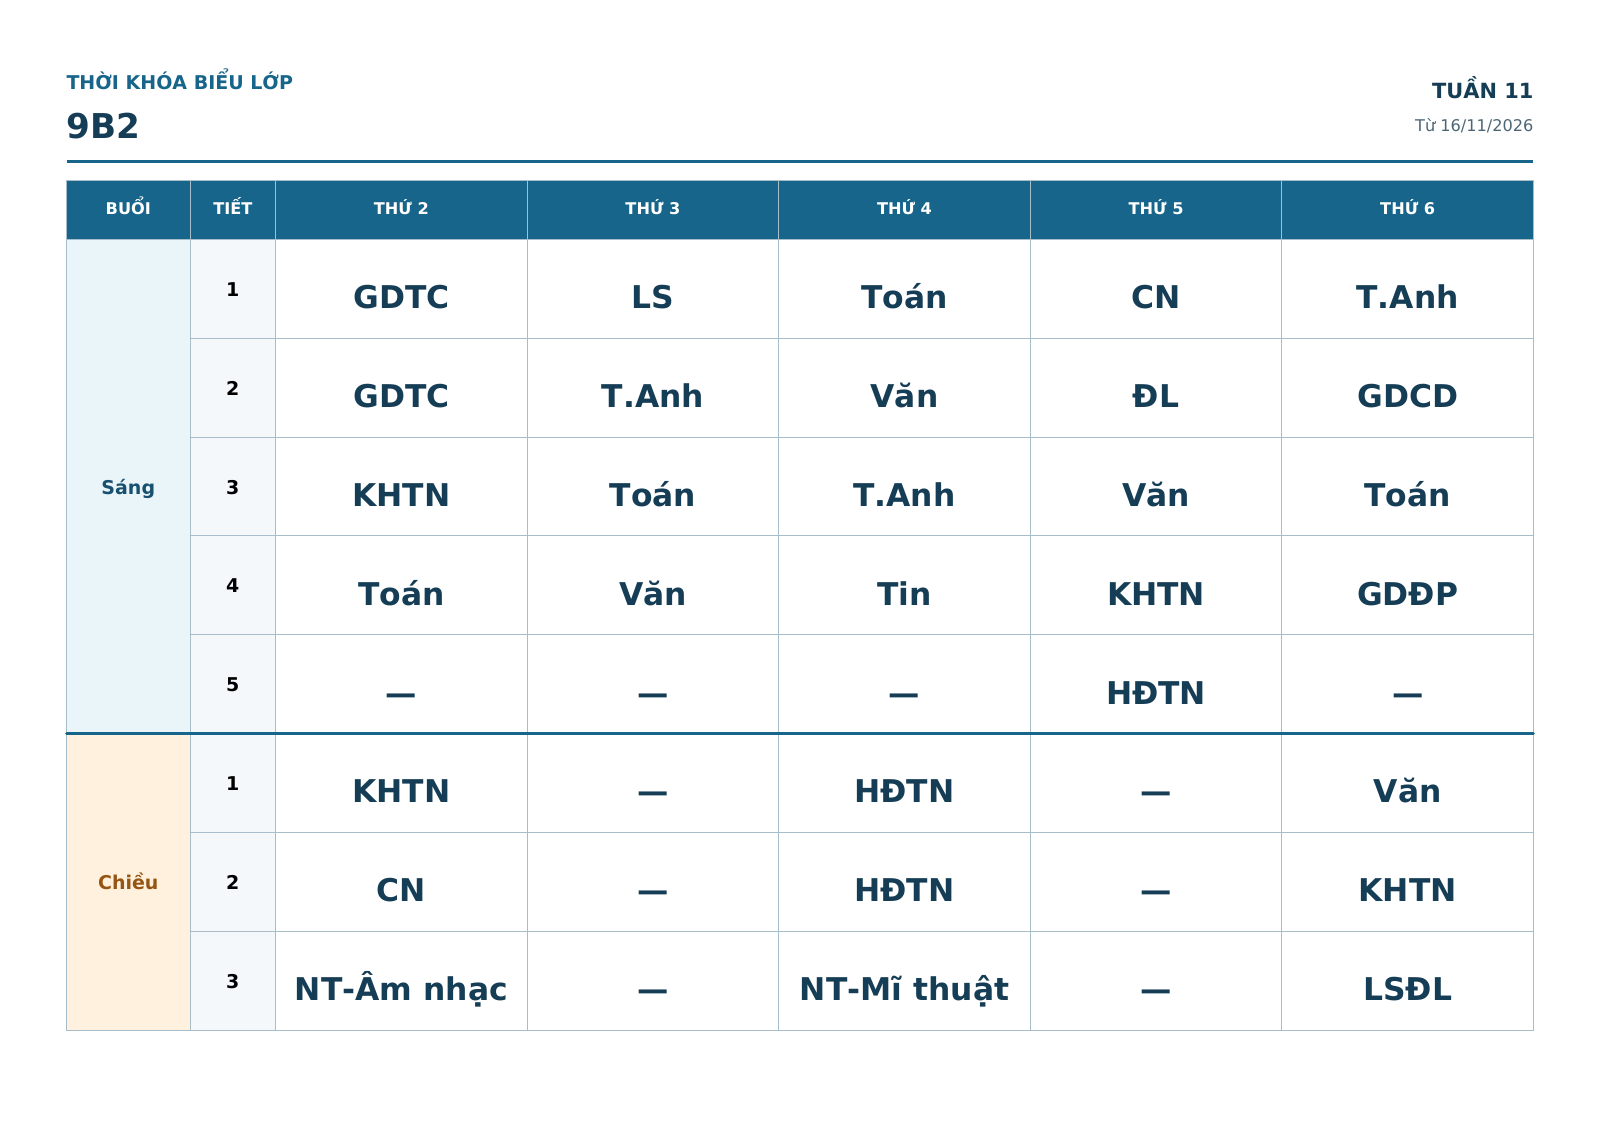 THỜI KHÓA BIỂU LỚP
9B2
TUẦN 11
Từ 16/11/2026
BUỔI TIẾT THỨ 2 THỨ 3 THỨ 4 THỨ 5 THỨ 6
Sáng
1 GDTC LS Toán CN T.Anh
2 GDTC T.Anh Văn ĐL GDCD
3 KHTN Toán T.Anh Văn Toán
4 Toán Văn Tin KHTN GDĐP
5 — — — HĐTN —
Chiều
1 KHTN — HĐTN — Văn
2 CN — HĐTN — KHTN
3 NT-Âm nhạc — NT-Mĩ thuật — LSĐL